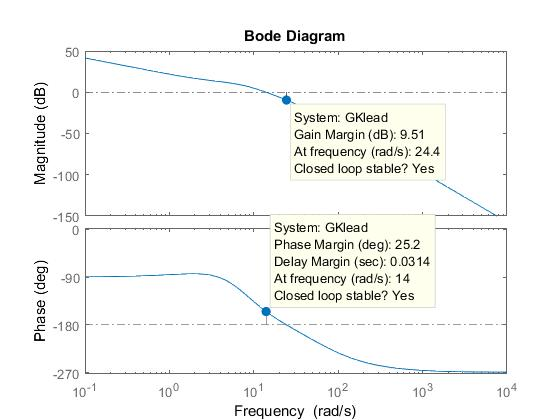 Bode Diagram
50
0
-50
-100
-150
Magnitude (dB)
System: GKlead
Gain Margin (dB): 9.51
At frequency (rad/s): 24.4
Closed loop stable? Yes
0
-90
-180
-270
Phase (deg)
System: GKlead
Phase Margin (deg): 25.2
Delay Margin (sec): 0.0314
At frequency (rad/s): 14
Closed loop stable? Yes
10⁻¹ 10⁰ 10¹ 10² 10³ 10⁴
Frequency (rad/s)